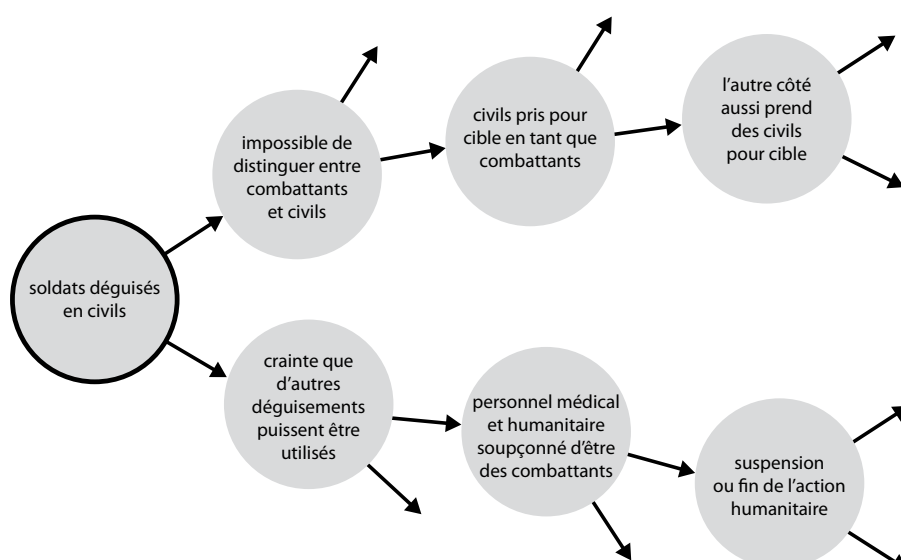 soldats déguisés
en civils
impossible de
distinguer entre
combattants
et civils
civils pris pour
cible en tant que
combattants
l'autre côté
aussi prend
des civils
pour cible
crainte que
d'autres
déguisements
puissent être
utilisés
personnel médical
et humanitaire
soupçonné d'être
des combattants
suspension
ou fin de l'action
humanitaire